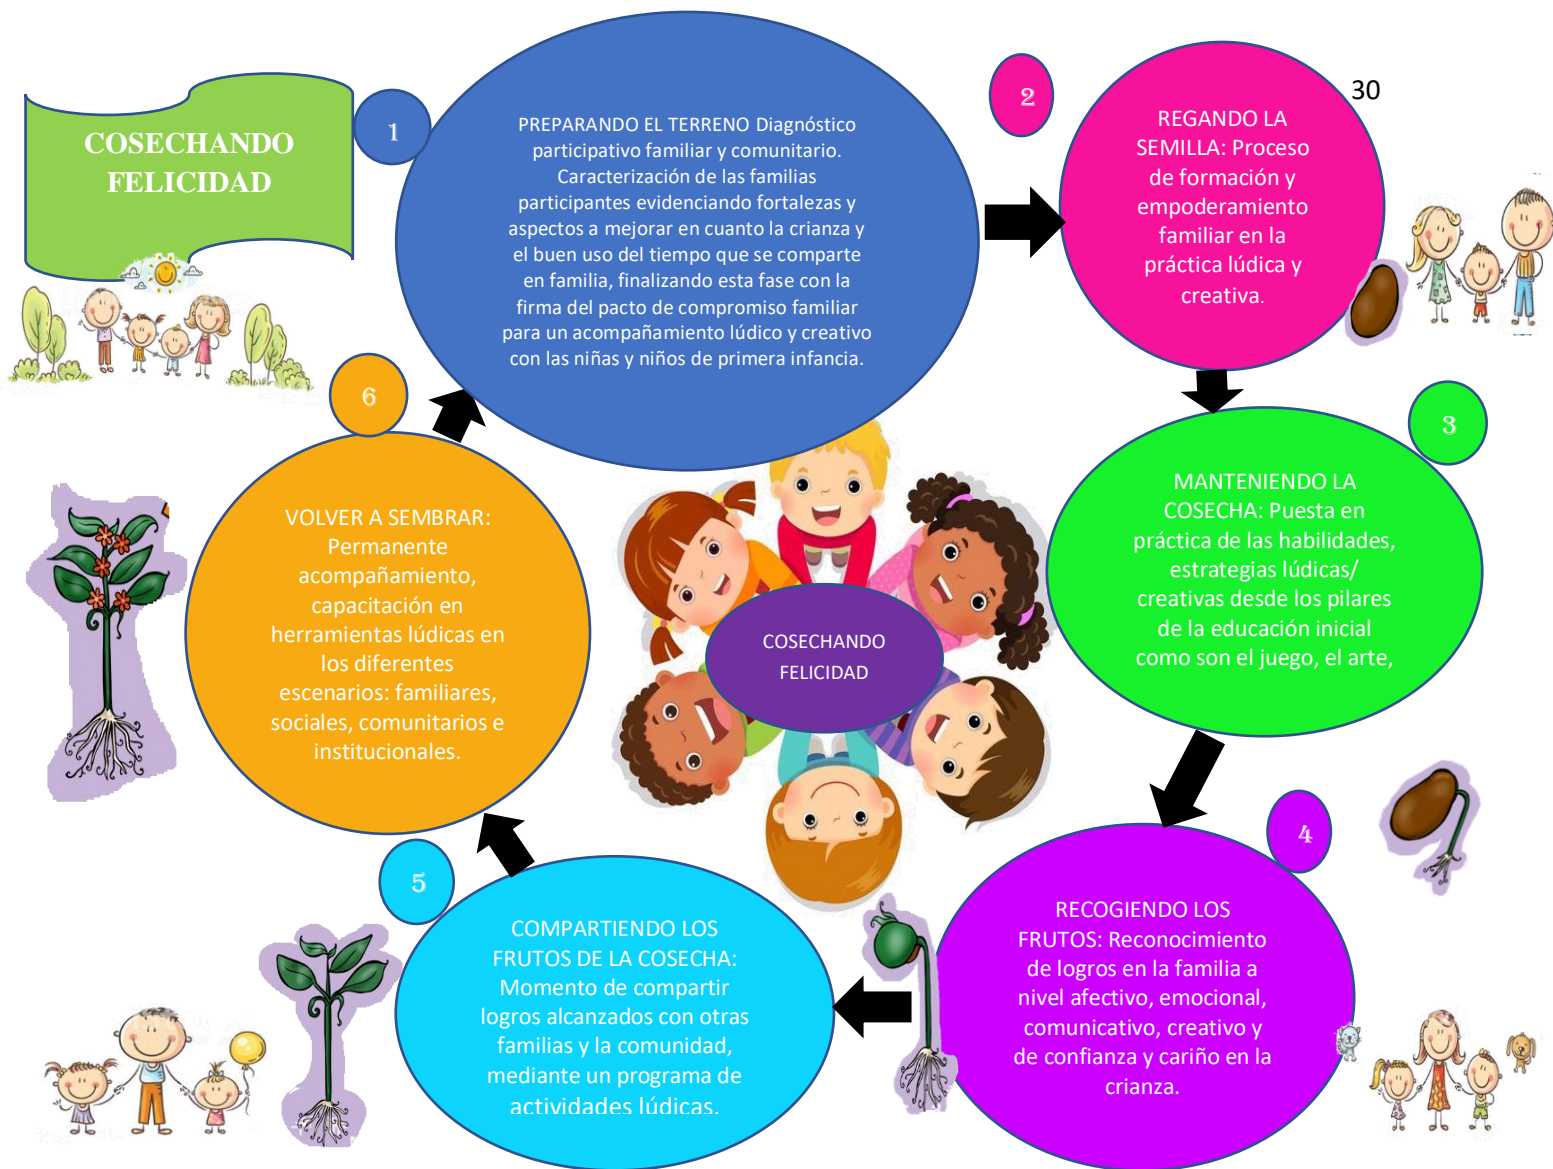 COSECHANDO
FELICIDAD
1
PREPARANDO EL TERRENO Diagnóstico
participativo familiar y comunitario.
Caracterización de las familias
participantes evidenciando fortalezas y
aspectos a mejorar en cuanto la crianza y
el buen uso del tiempo que se comparte
en familia, finalizando esta fase con la
firma del pacto de compromiso familiar
para un acompañamiento lúdico y creativo
con las niñas y niños de primera infancia.
2
30
REGANDO LA
SEMILLA: Proceso
de formación y
empoderamiento
familiar en la
práctica lúdica y
creativa.
3
MANTENIENDO LA
COSECHA: Puesta en
práctica de las habilidades,
estrategias lúdicas/
creativas desde los pilares
de la educación inicial
como son el juego, el arte,
4
RECOGIENDO LOS
FRUTOS: Reconocimiento
de logros en la familia a
nivel afectivo, emocional,
comunicativo, creativo y
de confianza y cariño en la
crianza.
5
COMPARTIENDO LOS
FRUTOS DE LA COSECHA:
Momento de compartir
logros alcanzados con otras
familias y la comunidad,
mediante un programa de
actividades lúdicas.
6
VOLVER A SEMBRAR:
Permanente
acompañamiento,
capacitación en
herramientas lúdicas en
los diferentes
escenarios: familiares,
sociales, comunitarios e
institucionales.
COSECHANDO
FELICIDAD